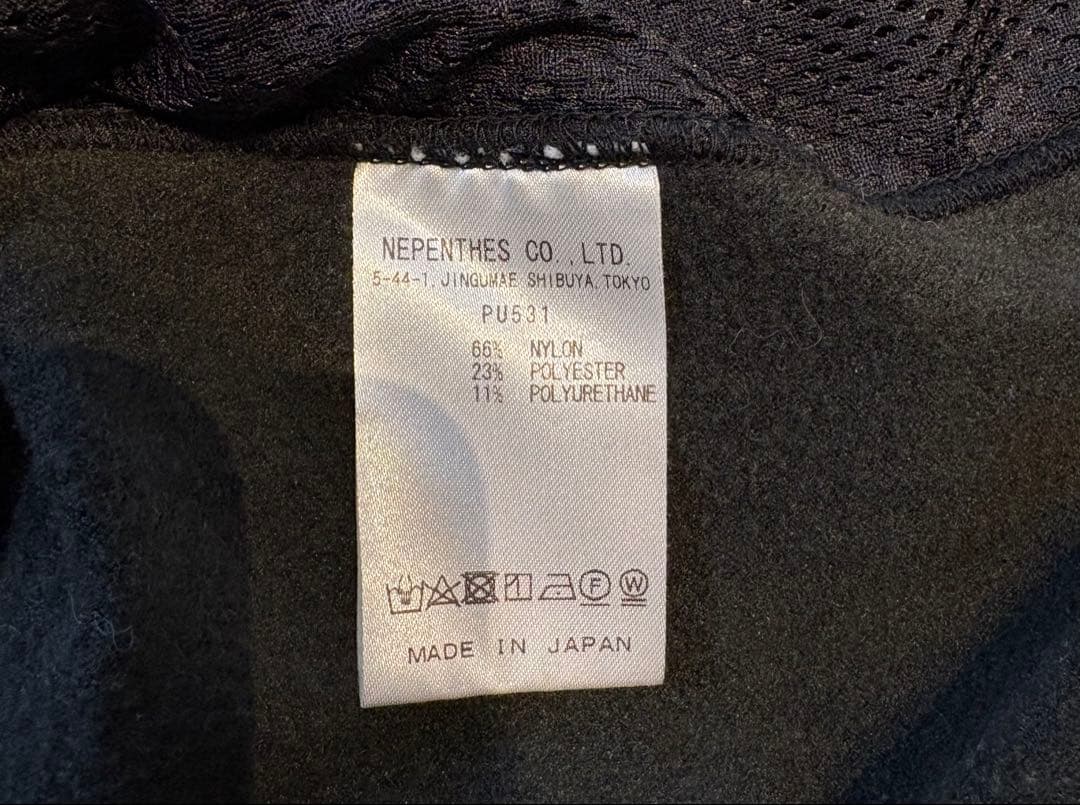 NEPENTHES CO.,LTD.
5-44-1, JINGUMAE SHIBUYA, TOKYO
PU531
66% NYLON
23% POLYESTER
11% POLYURETHANE
F W
MADE IN JAPAN